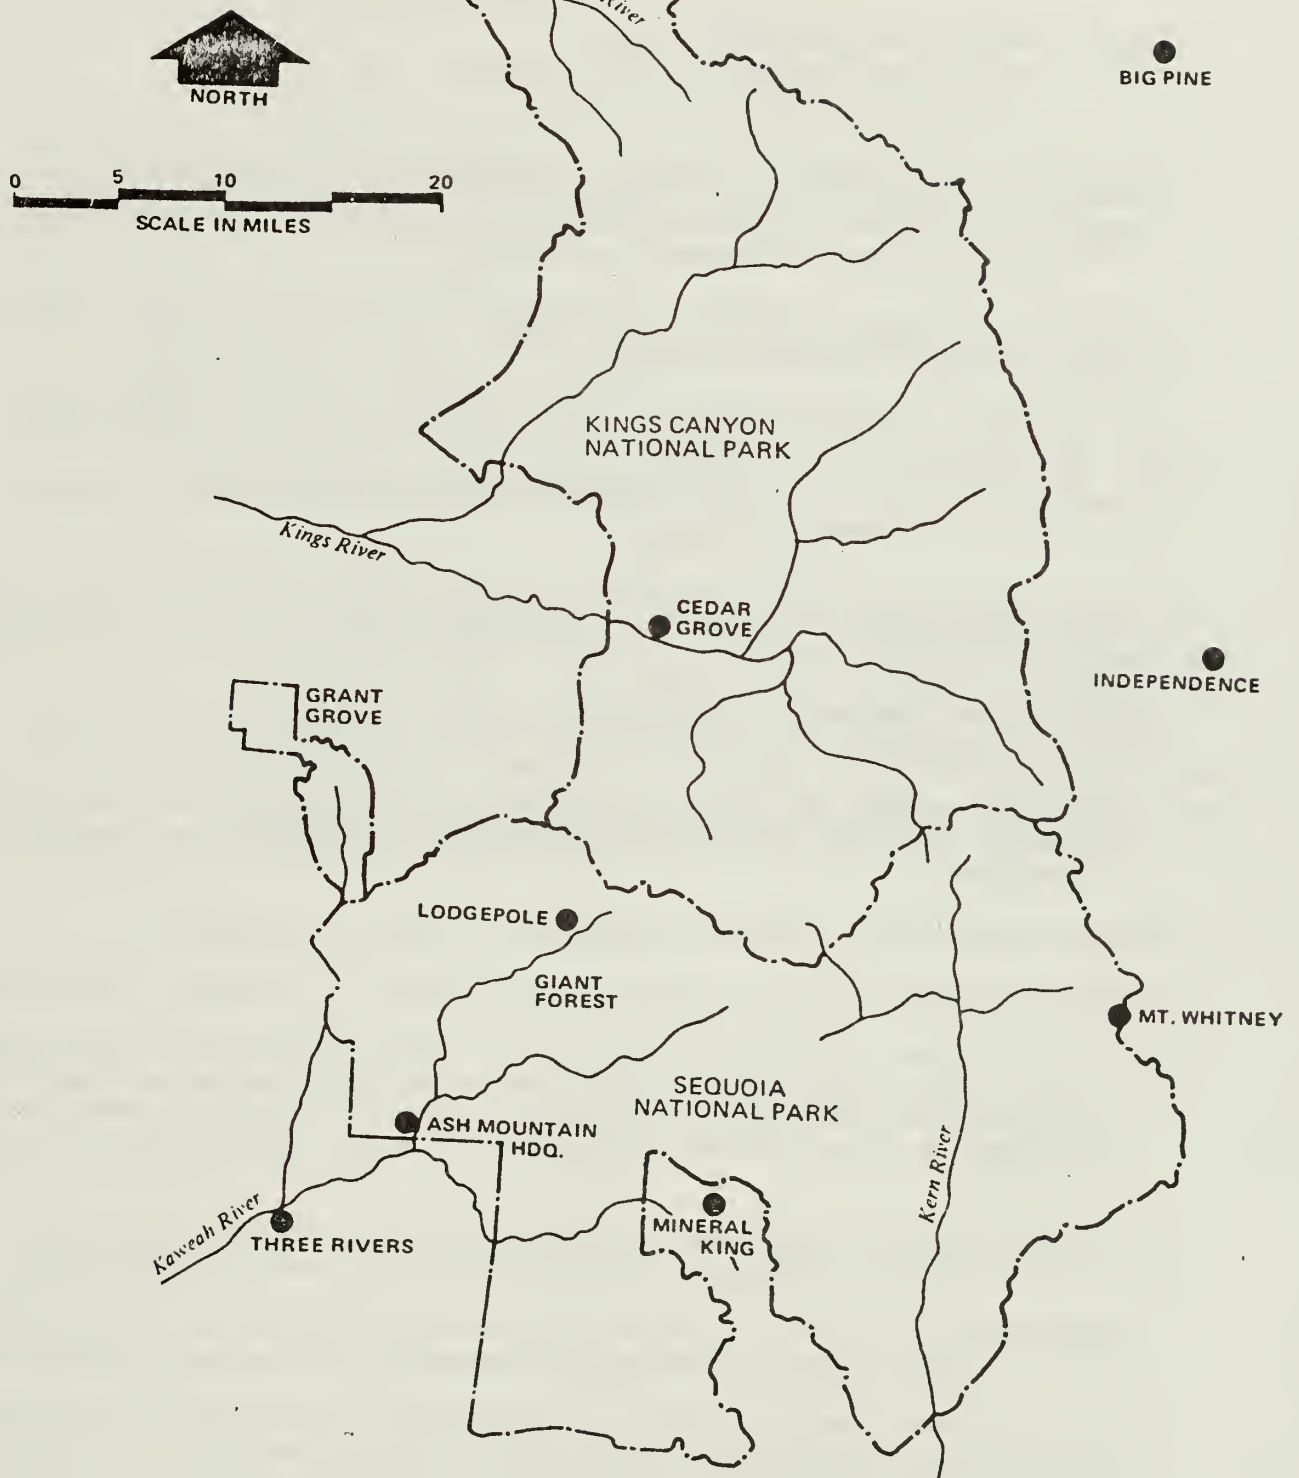 River
BIG PINE
NORTH
0 5 10 20
SCALE IN MILES
KINGS CANYON
NATIONAL PARK
Kings River
CEDAR
GROVE
INDEPENDENCE
GRANT
GROVE
LODGEPOLE
GIANT
FOREST
MT. WHITNEY
SEQUOIA
NATIONAL PARK
ASH MOUNTAIN
HDQ.
Kern River
Kaweah River
THREE RIVERS
MINERAL
KING